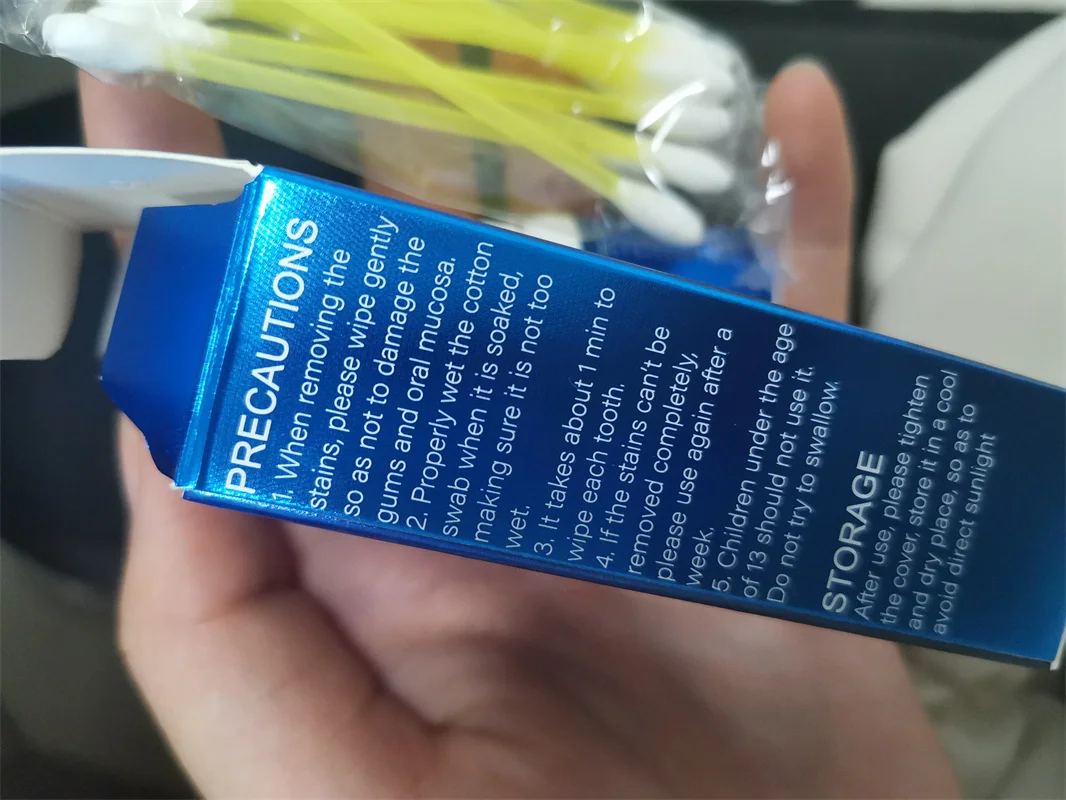 PRECAUTIONS
1. When removing the
stains, please wipe gently
so as not to damage the
gums and oral mucosa.
2. Properly wet the cotton
swab when it is soaked,
making sure it is not too
wet.
3. It takes about 1 min to
wipe each tooth.
4. If the stains can't be
removed completely,
please use again after a
week.
5. Children under the age
of 13 should not use it.
Do not try to swallow.
STORAGE
After use, please tighten
the cover, store it in a cool
and dry place, so as to
avoid direct sunlight